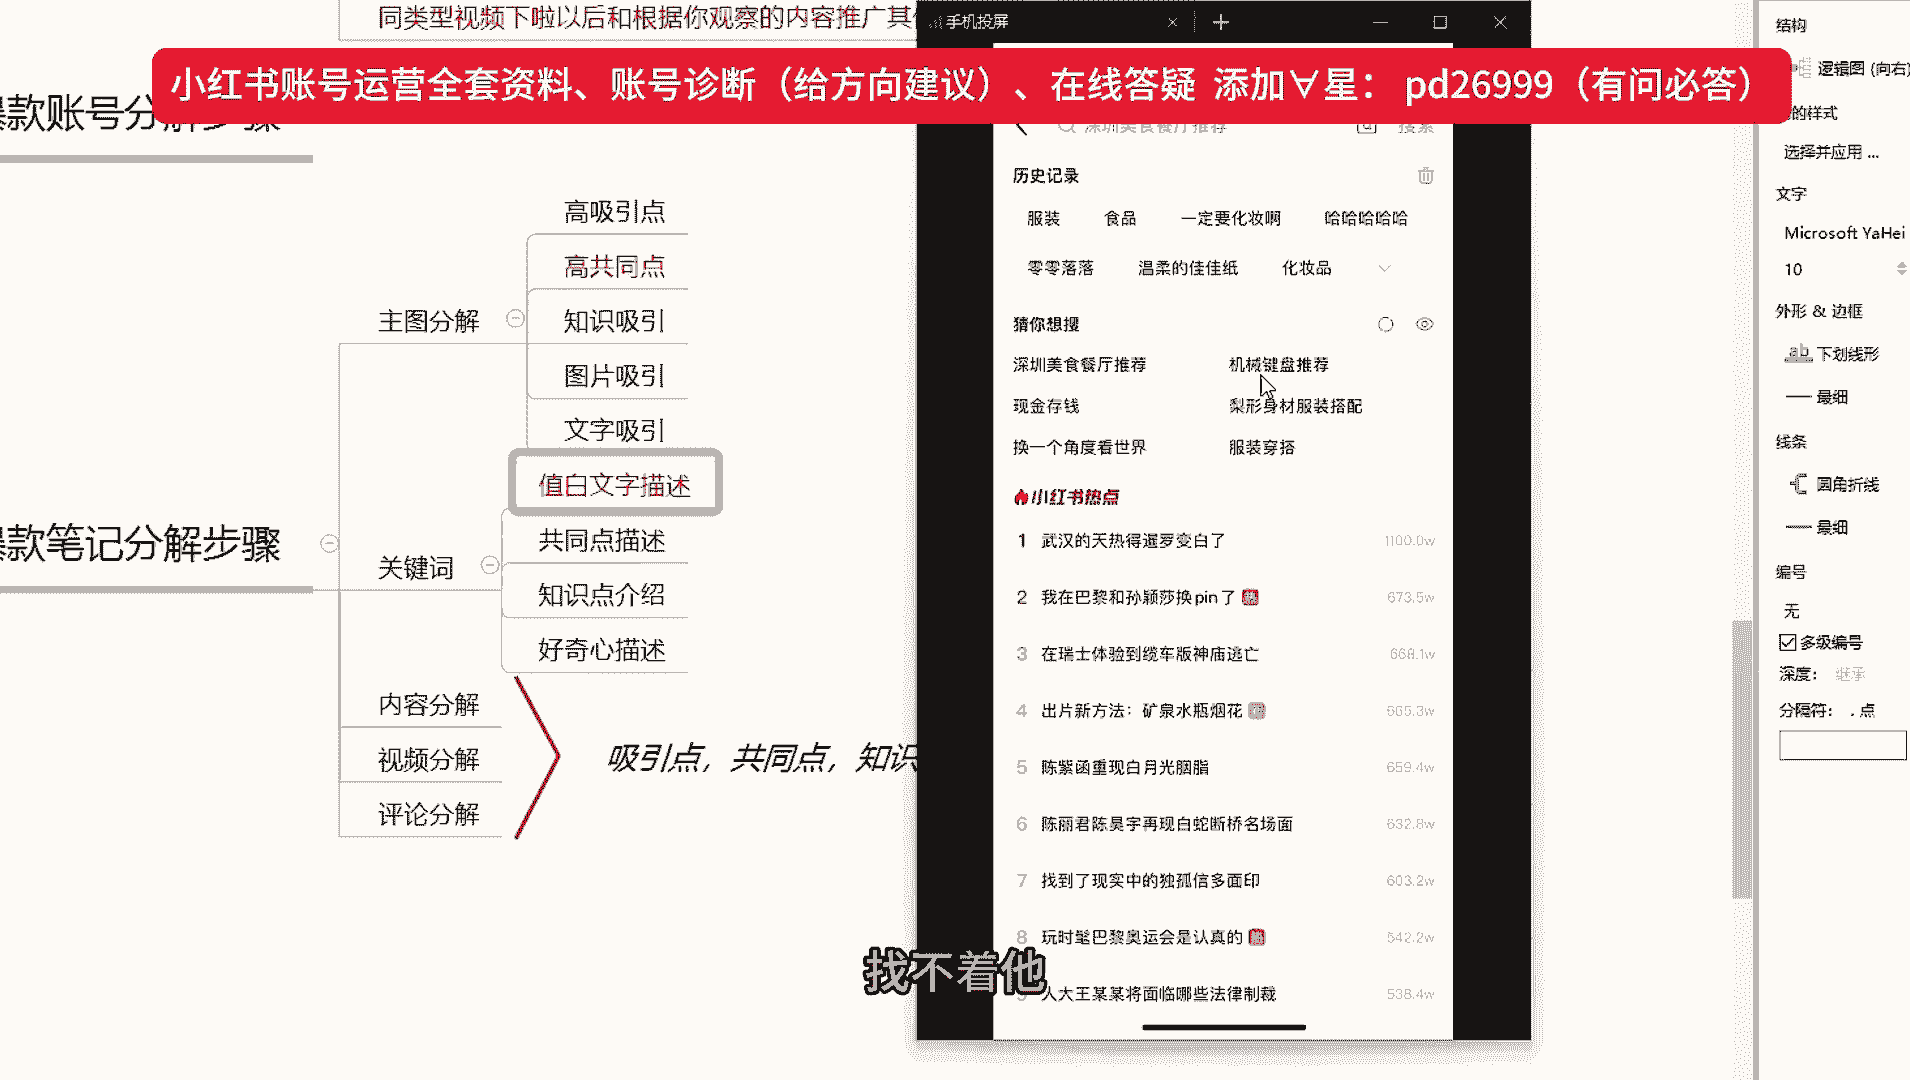 同类型视频下啦以后和根据你观察的内容推广其
手机投屏
小红书账号运营全套资料、账号诊断（给方向建议）、在线答疑 添加∀星： pd26999（有问必答）
款账号分解步骤
深圳美食餐厅推荐
搜索
历史记录
服装
食品
一定要化妆啊
哈哈哈哈哈
零零落落
温柔的佳佳纸
化妆品
猜你想搜
深圳美食餐厅推荐
机械键盘推荐
现金存钱
梨形身材服装搭配
换一个角度看世界
服装穿搭
小红书热点
1 武汉的天热得暹罗变白了 1100.0w
2 我在巴黎和孙颖莎换pin了 热 673.5w
3 在瑞士体验到缆车版神庙逃亡 668.1w
4 出片新方法：矿泉水瓶烟花 665.3w
5 陈紫函重现白月光胭脂 659.4w
6 陈丽君陈昊宇再现白蛇断桥名场面 632.8w
7 找到了现实中的独孤信多面印 603.2w
8 玩时髦巴黎奥运会是认真的 542.2w
9 人大王某某将面临哪些法律制裁 538.4w
款笔记分解步骤
主图分解
高吸引点
高共同点
知识吸引
图片吸引
文字吸引
关键词
值白文字描述
共同点描述
知识点介绍
好奇心描述
内容分解
视频分解
评论分解
吸引点，共同点，知识
找不着他
结构
逻辑图 (向右)
的样式
选择并应用 ...
文字
Microsoft YaHei
10
外形 & 边框
下划线形
最细
线条
圆角折线
最细
编号
无
多级编号
深度： 继承
分隔符： . 点